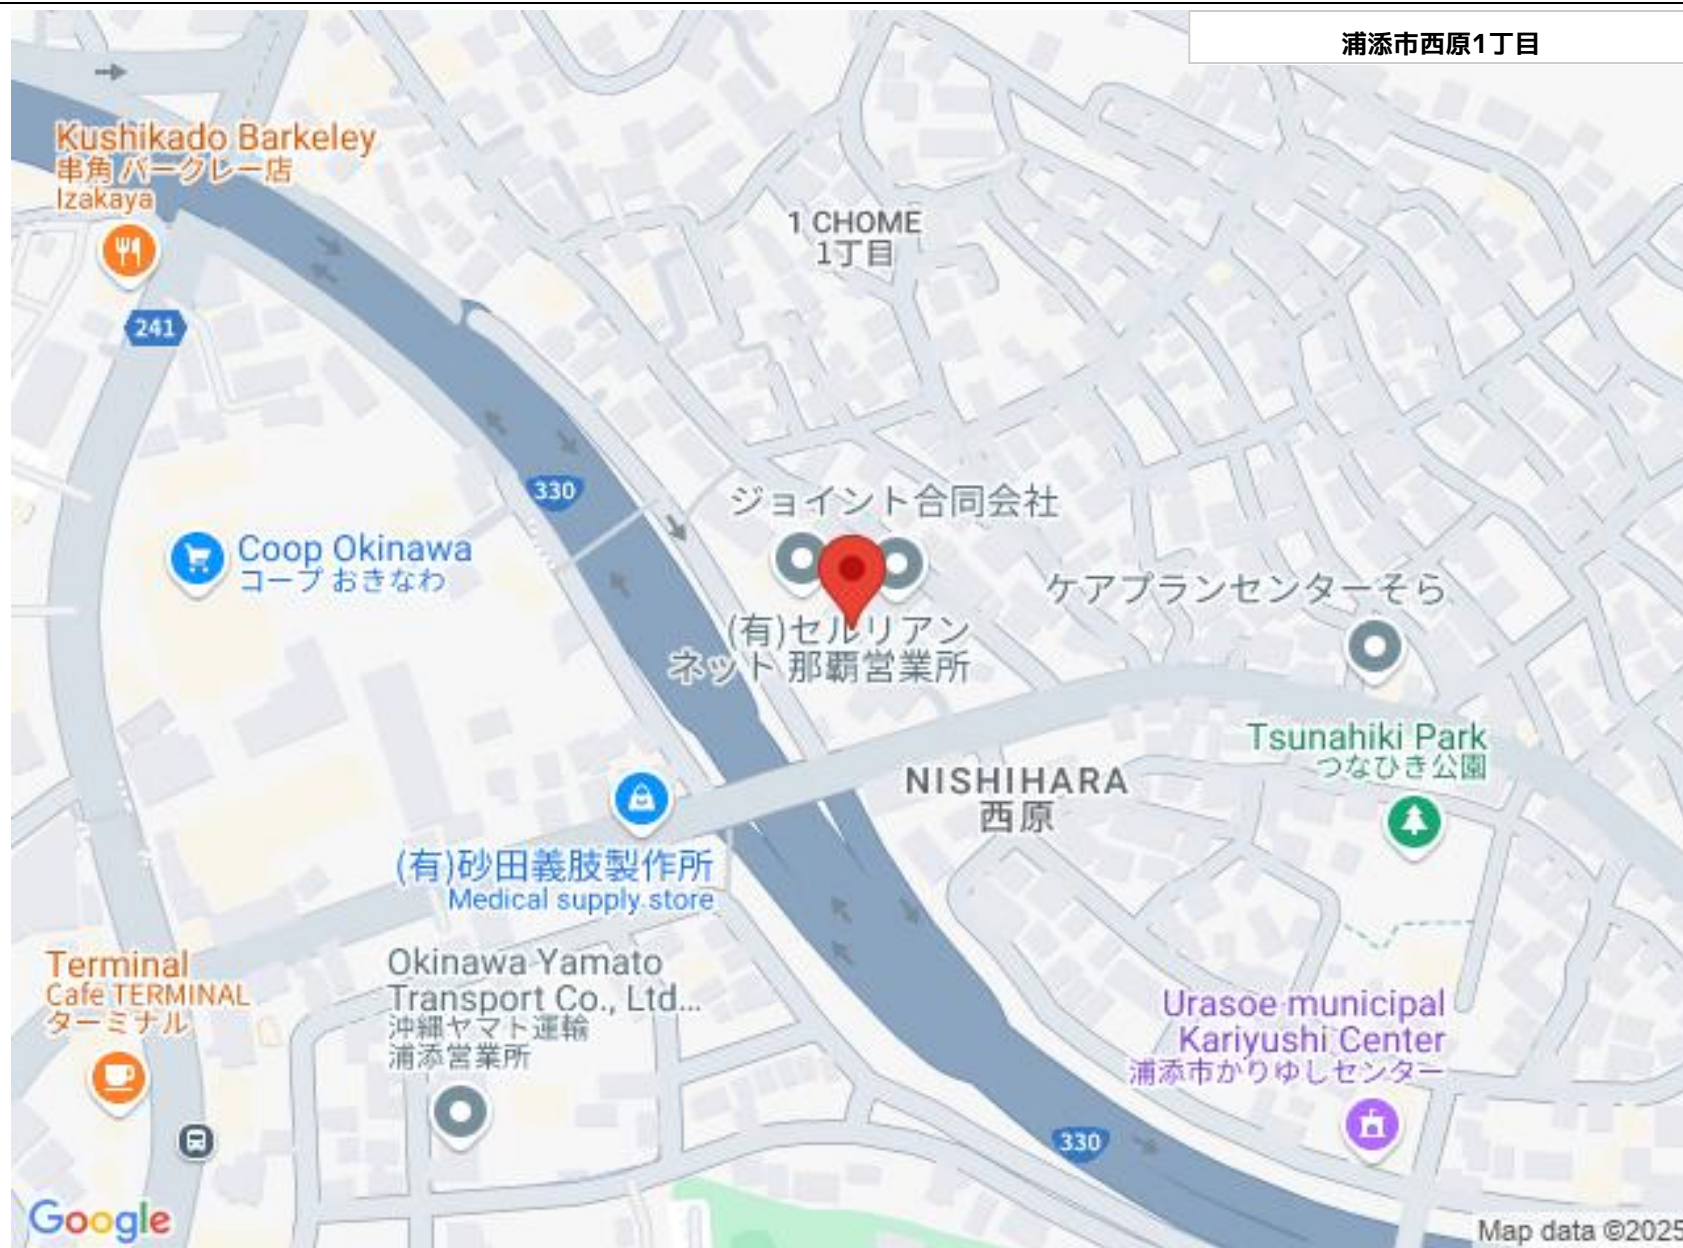 浦添市西原1丁目
Kushikado Barkeley
串角 バークレー店
Izakaya
1 CHOME
1丁目
241
330
ジョイント合同会社
Coop Okinawa
コープ おきなわ
ケアプランセンターそら
(有)セルリアン
ネット 那覇営業所
Tsunahiki Park
つなひき公園
NISHIHARA
西原
(有)砂田義肢製作所
Medical supply store
Terminal
Cafe TERMINAL
ターミナル
Okinawa Yamato
Transport Co., Ltd...
沖縄ヤマト運輸
浦添営業所
Urasoe municipal
Kariyushi Center
浦添市かりゆしセンター
330
Google
Map data ©2025